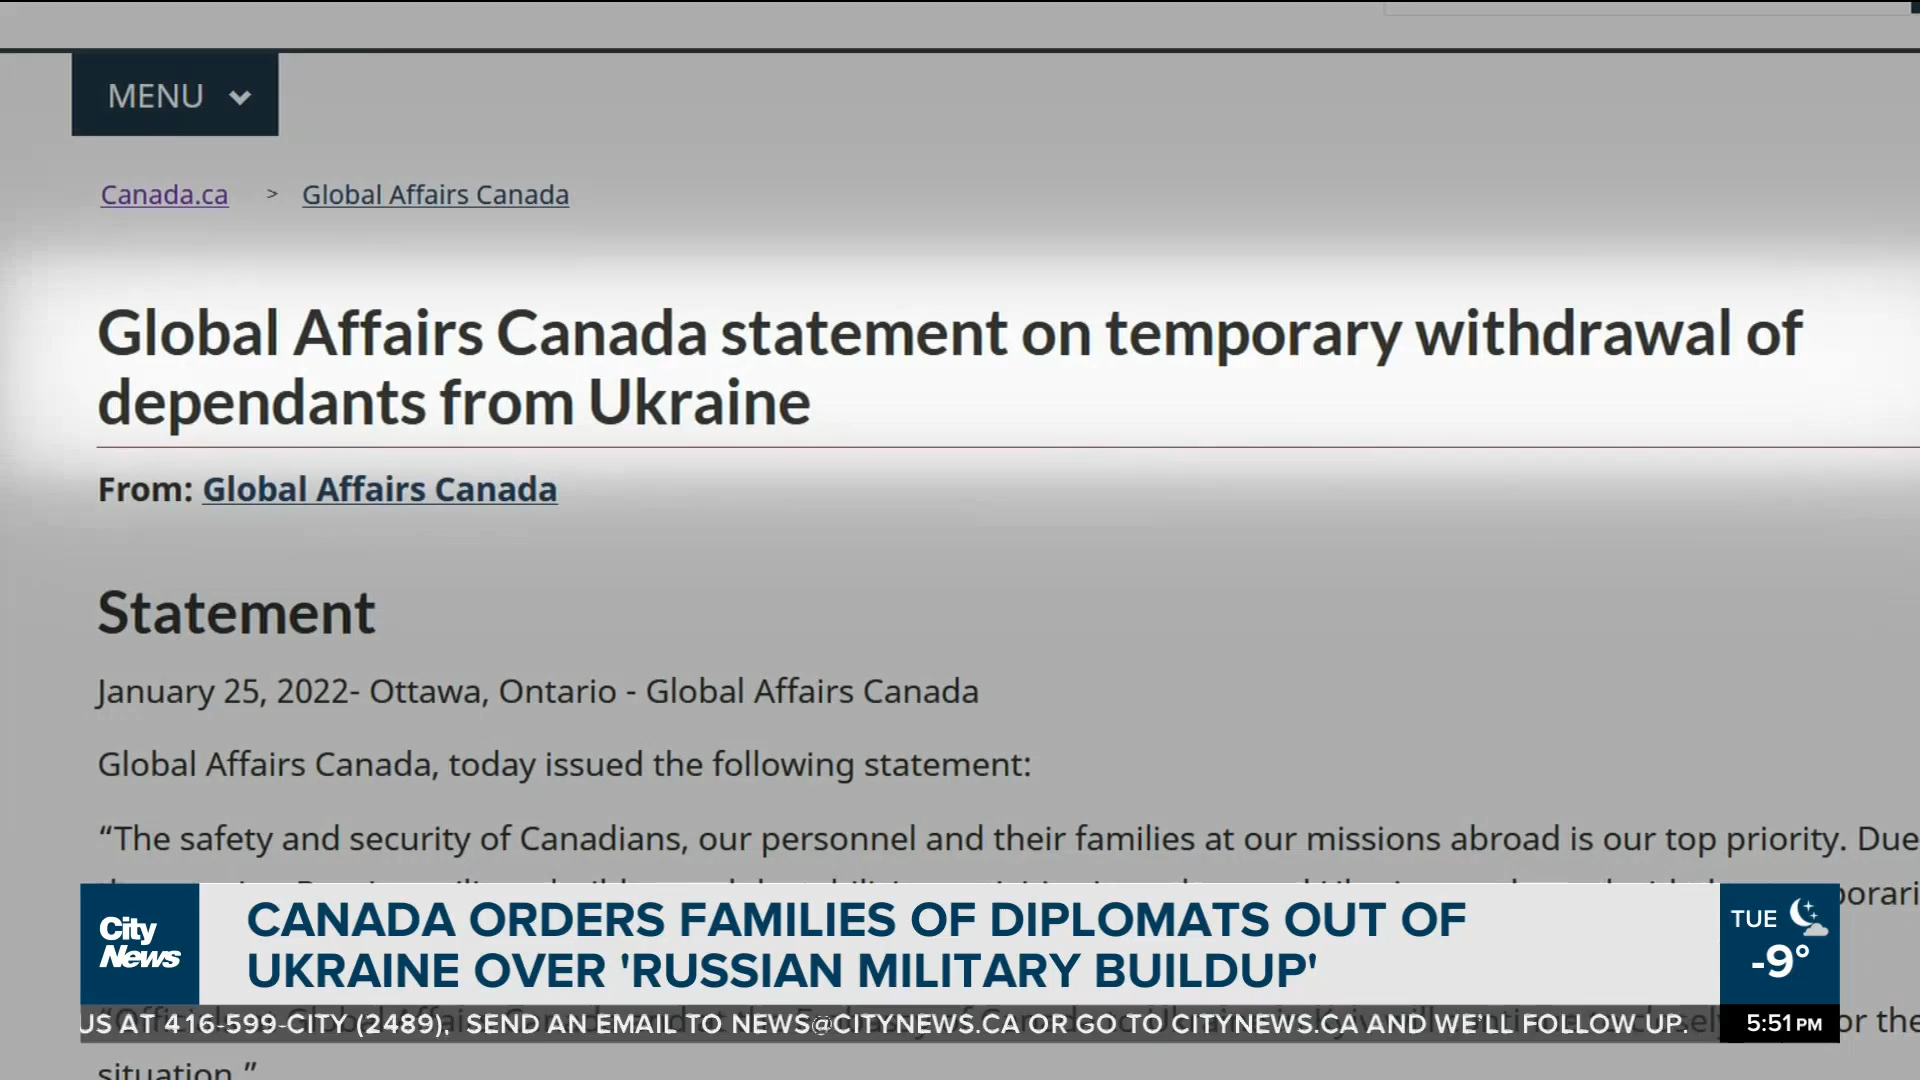 MENU
Canada.ca > Global Affairs Canada
Global Affairs Canada statement on temporary withdrawal of
dependants from Ukraine
From: Global Affairs Canada
Statement
January 25, 2022- Ottawa, Ontario - Global Affairs Canada
Global Affairs Canada, today issued the following statement:
“The safety and security of Canadians, our personnel and their families at our missions abroad is our top priority. Due
City
News
CANADA ORDERS FAMILIES OF DIPLOMATS OUT OF
UKRAINE OVER 'RUSSIAN MILITARY BUILDUP'
TUE
-9°
US AT 416-599-CITY (2489), SEND AN EMAIL TO NEWS@CITYNEWS.CA OR GO TO CITYNEWS.CA AND WE'LL FOLLOW UP.
5:51 PM
situation.”